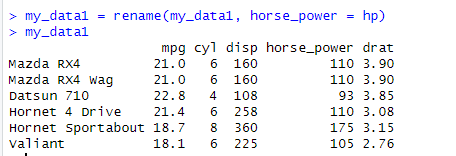 > my_data1 = rename(my_data1, horse_power = hp)
> my_data1
mpg cyl disp horse_power drat
Mazda RX4 21.0 6 160 110 3.90
Mazda RX4 Wag 21.0 6 160 110 3.90
Datsun 710 22.8 4 108 93 3.85
Hornet 4 Drive 21.4 6 258 110 3.08
Hornet Sportabout 18.7 8 360 175 3.15
Valiant 18.1 6 225 105 2.76